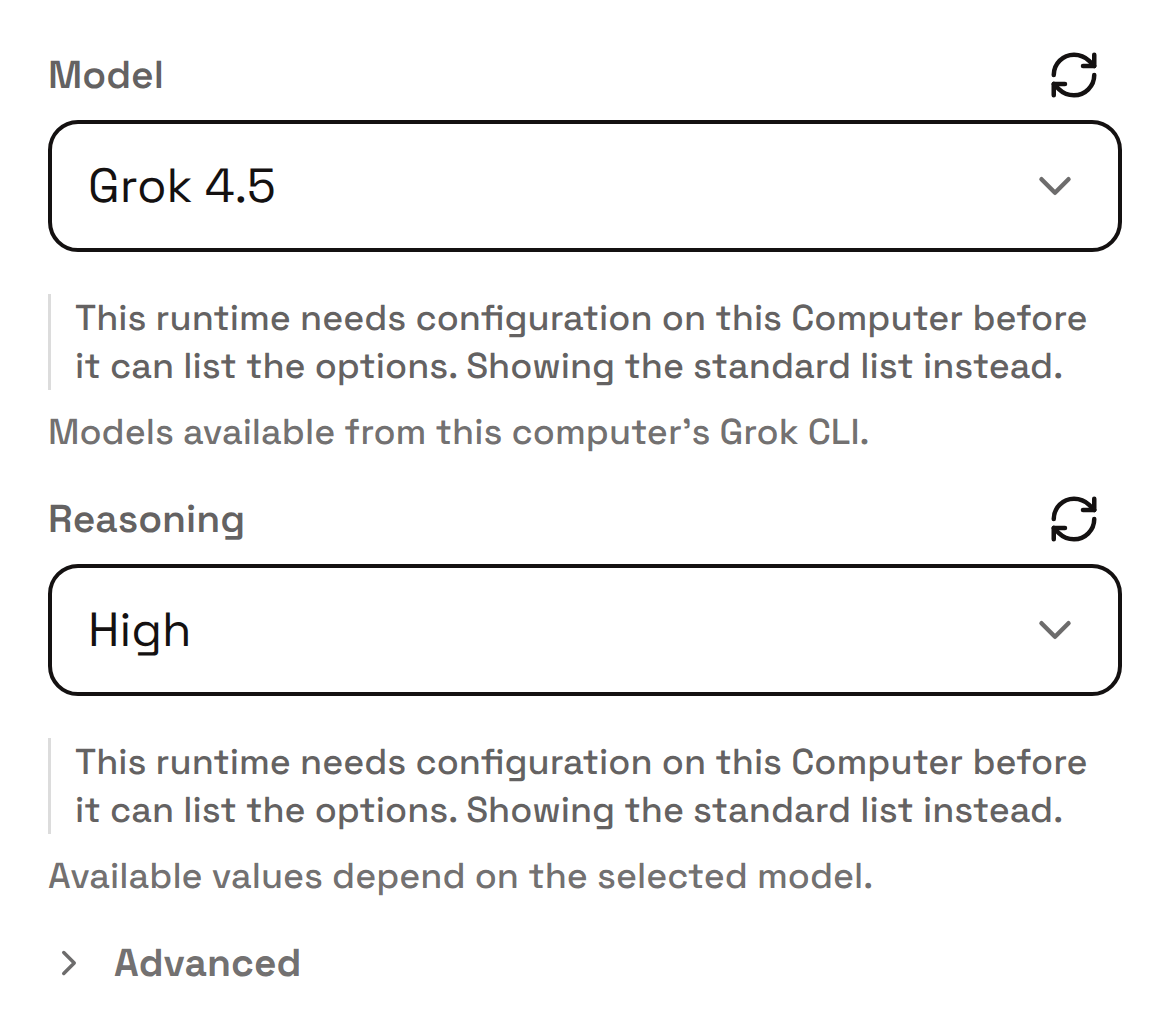 Model
Grok 4.5
This runtime needs configuration on this Computer before
it can list the options. Showing the standard list instead.
Models available from this computer’s Grok CLI.
Reasoning
High
This runtime needs configuration on this Computer before
it can list the options. Showing the standard list instead.
Available values depend on the selected model.
Advanced